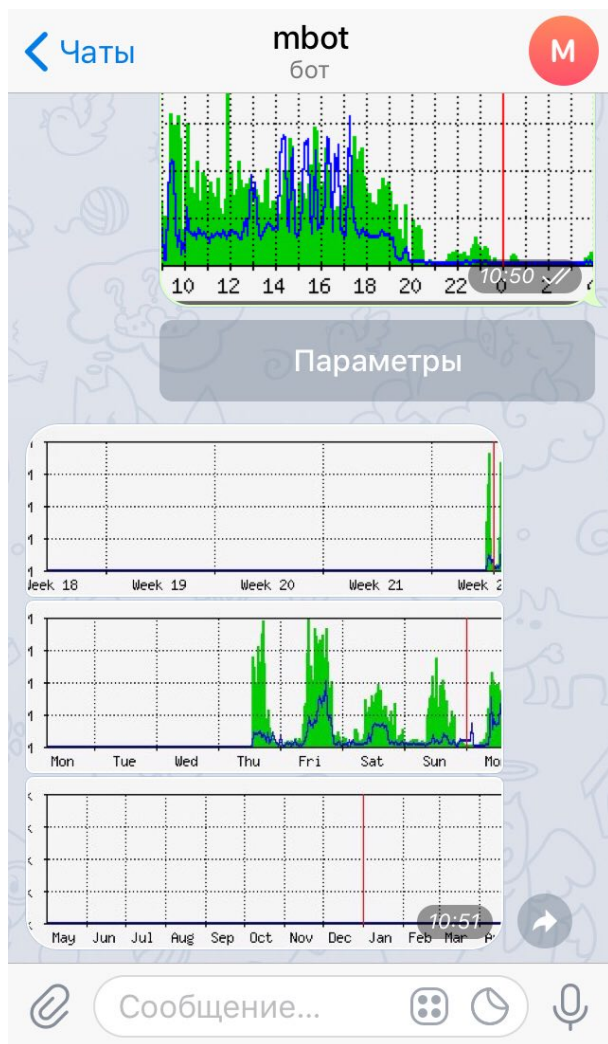 Чаты
mbot
бот
M
10 12 14 16 18 20 22 0 2
10:50
Параметры
Week 19 Week 20 Week 21
Mon Tue Wed Thu Fri Sat Sun
May Jun Jul Aug Sep Oct Nov Dec Jan Feb Mar
10:51
Сообщение...